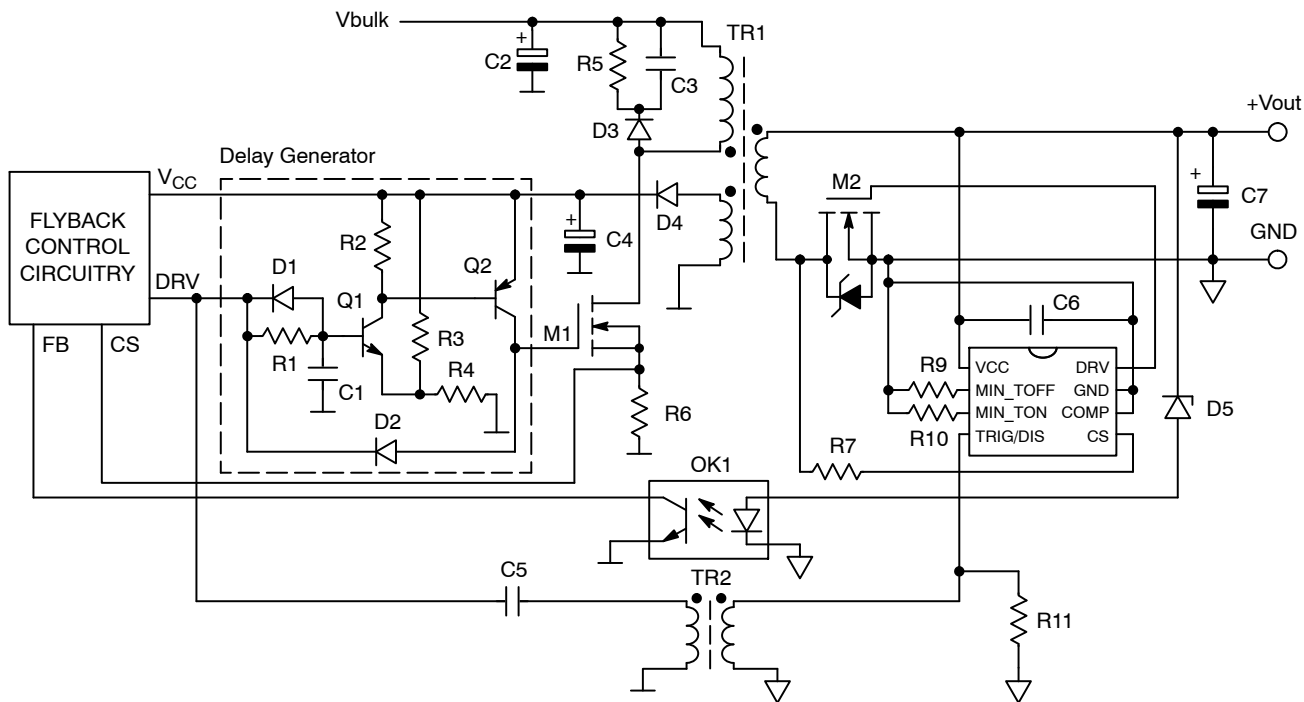 Vbulk
TR1
+
C2
R5
C3
D3
+Vout
Delay Generator
VCC
M2
+
C7
FLYBACK
CONTROL
CIRCUITRY
D4
+
C4
GND
R2
Q2
DRV
D1
Q1
C6
M1
R3
FB
CS
R1
R4
VCC
DRV
R9
MIN_TOFF
GND
C1
D5
R6
MIN_TON
COMP
D2
R10
TRIG/DIS
CS
R7
OK1
C5
TR2
R11